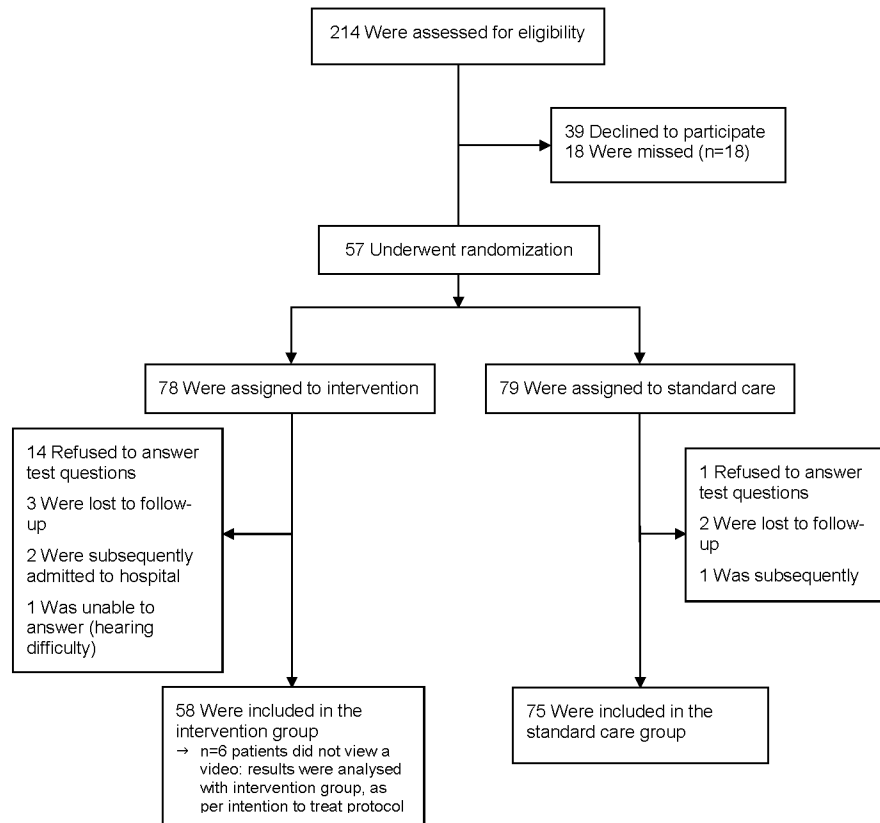 214 Were assessed for eligibility
39 Declined to participate
18 Were missed (n=18)
57 Underwent randomization
78 Were assigned to intervention
79 Were assigned to standard care
14 Refused to answer
test questions
3 Were lost to follow-
up
2 Were subsequently
admitted to hospital
1 Was unable to
answer (hearing
difficulty)
1 Refused to answer
test questions
2 Were lost to follow-
up
1 Was subsequently
58 Were included in the
intervention group
→ n=6 patients did not view a
video: results were analysed
with intervention group, as
per intention to treat protocol
75 Were included in the
standard care group